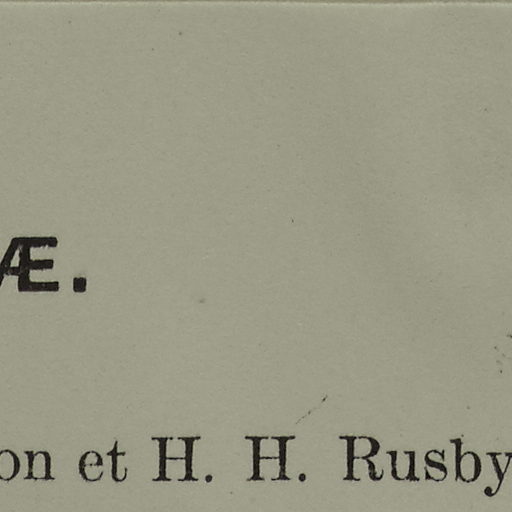 Æ.
on et H. H. Rusby